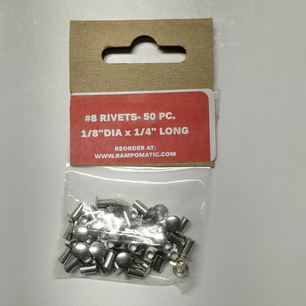 #8 RIVETS- 50 PC.
1/8"DIA x 1/4" LONG
REORDER AT:
WWW.RAMPOMATIC.COM